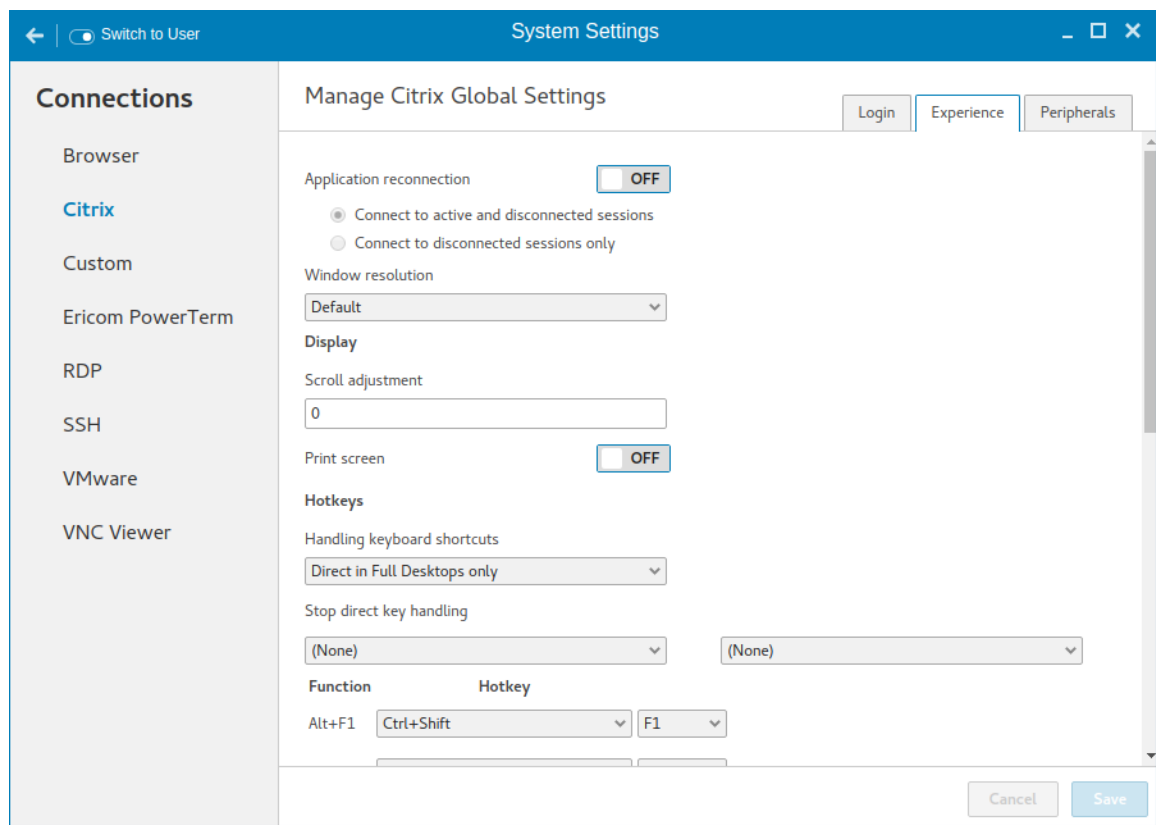 Switch to User
System Settings
Connections
Browser
Citrix
Custom
Ericom PowerTerm
RDP
SSH
VMware
VNC Viewer
Manage Citrix Global Settings
Login Experience Peripherals
Application reconnection OFF
Connect to active and disconnected sessions
Connect to disconnected sessions only
Window resolution
Default
Display
Scroll adjustment
0
Print screen OFF
Hotkeys
Handling keyboard shortcuts
Direct in Full Desktops only
Stop direct key handling
(None) (None)
Function Hotkey
Alt+F1 Ctrl+Shift F1
Cancel Save